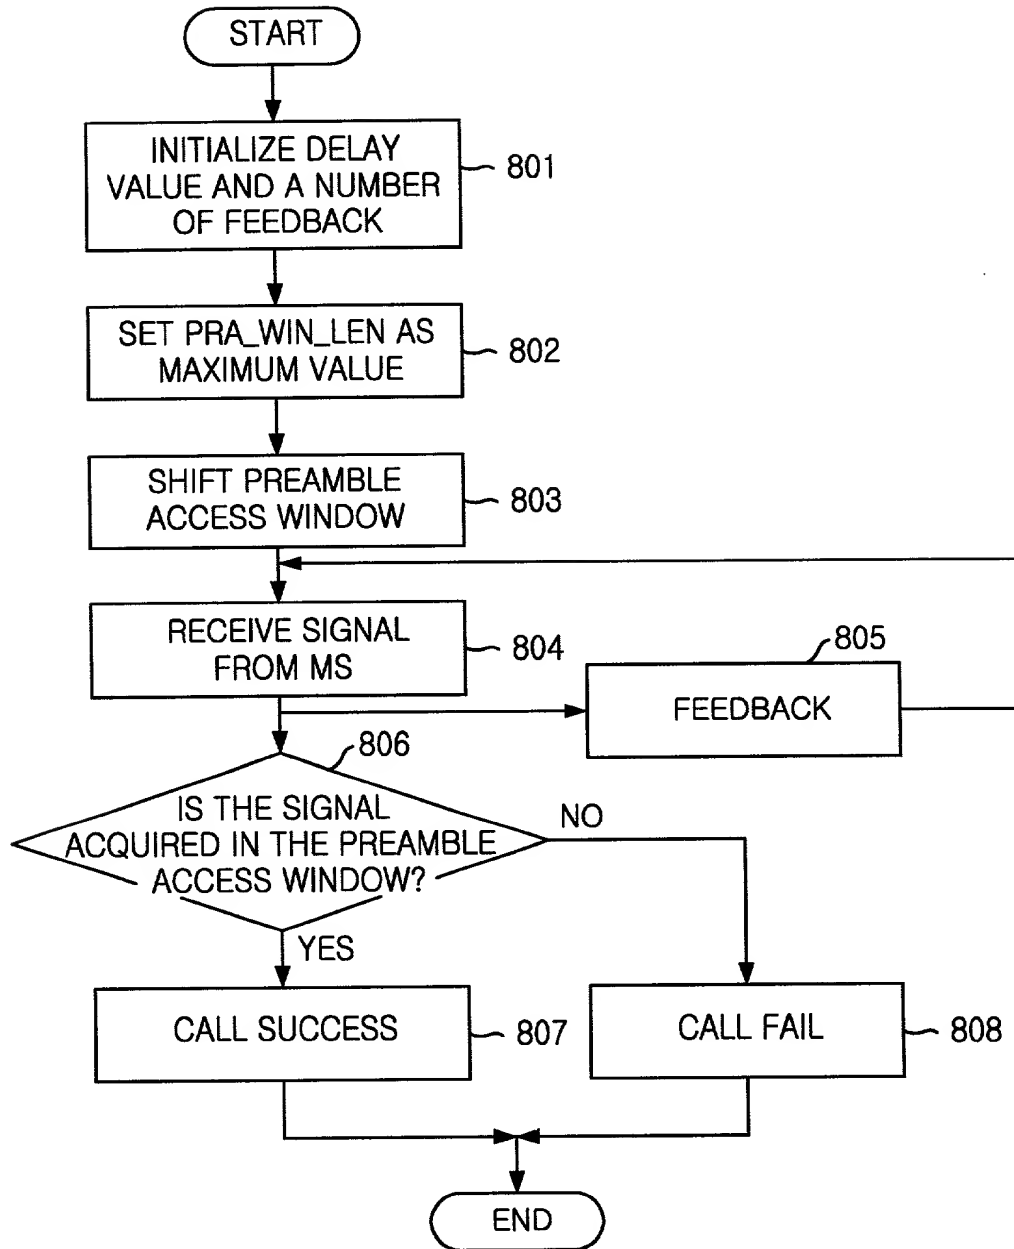 START
INITIALIZE DELAY
VALUE AND A NUMBER
OF FEEDBACK
801
SET PRA_WIN_LEN AS
MAXIMUM VALUE
802
SHIFT PREAMBLE
ACCESS WINDOW
803
RECEIVE SIGNAL
FROM MS
804
805
FEEDBACK
806
IS THE SIGNAL
ACQUIRED IN THE PREAMBLE
ACCESS WINDOW?
NO
YES
CALL SUCCESS
807
CALL FAIL
808
END